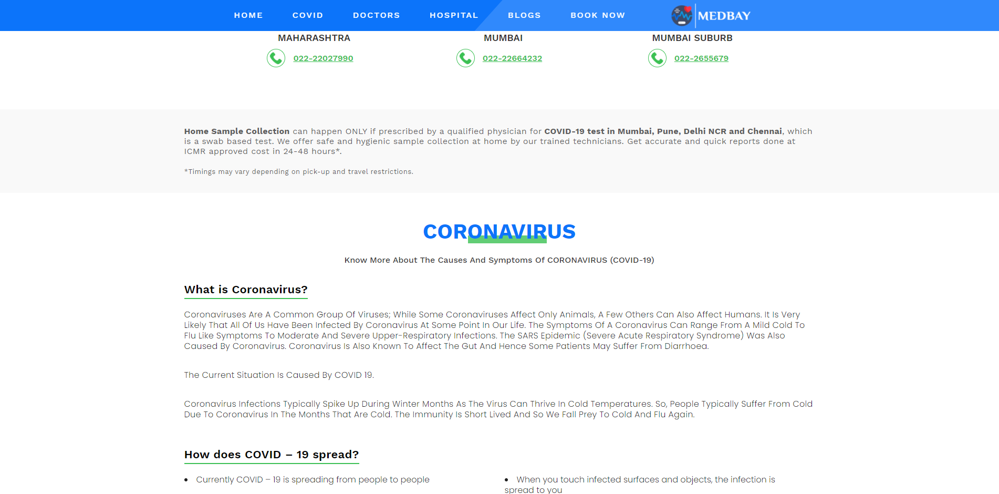 HOME COVID DOCTORS HOSPITAL BLOGS BOOK NOW MEDBAY
MAHARASHTRA MUMBAI MUMBAI SUBURB
022-22027990 022-22664232 022-2655679
Home Sample Collection can happen ONLY if prescribed by a qualified physician for COVID-19 test in Mumbai, Pune, Delhi NCR and Chennai, which
is a swab based test. We offer safe and hygienic sample collection at home by our trained technicians. Get accurate and quick reports done at
ICMR approved cost in 24-48 hours*.
*Timings may vary depending on pick-up and travel restrictions.
CORONAVIRUS
Know More About The Causes And Symptoms Of CORONAVIRUS (COVID-19)
What is Coronavirus?
Coronaviruses Are A Common Group Of Viruses; While Some Coronaviruses Affect Only Animals, A Few Others Can Also Affect Humans. It Is Very
Likely That All Of Us Have Been Infected By Coronavirus At Some Point In Our Life. The Symptoms Of A Coronavirus Can Range From A Mild Cold To
Flu Like Symptoms To Moderate And Severe Upper-Respiratory Infections. The SARS Epidemic (Severe Acute Respiratory Syndrome) Was Also
Caused By Coronavirus. Coronavirus Is Also Known To Affect The Gut And Hence Some Patients May Suffer From Diarrhoea.
The Current Situation Is Caused By COVID 19.
Coronavirus Infections Typically Spike Up During Winter Months As The Virus Can Thrive In Cold Temperatures. So, People Typically Suffer From Cold
Due To Coronavirus In The Months That Are Cold. The Immunity Is Short Lived And So We Fall Prey To Cold And Flu Again.
How does COVID – 19 spread?
• Currently COVID – 19 is spreading from people to people
• When you touch infected surfaces and objects, the infection is
spread to you